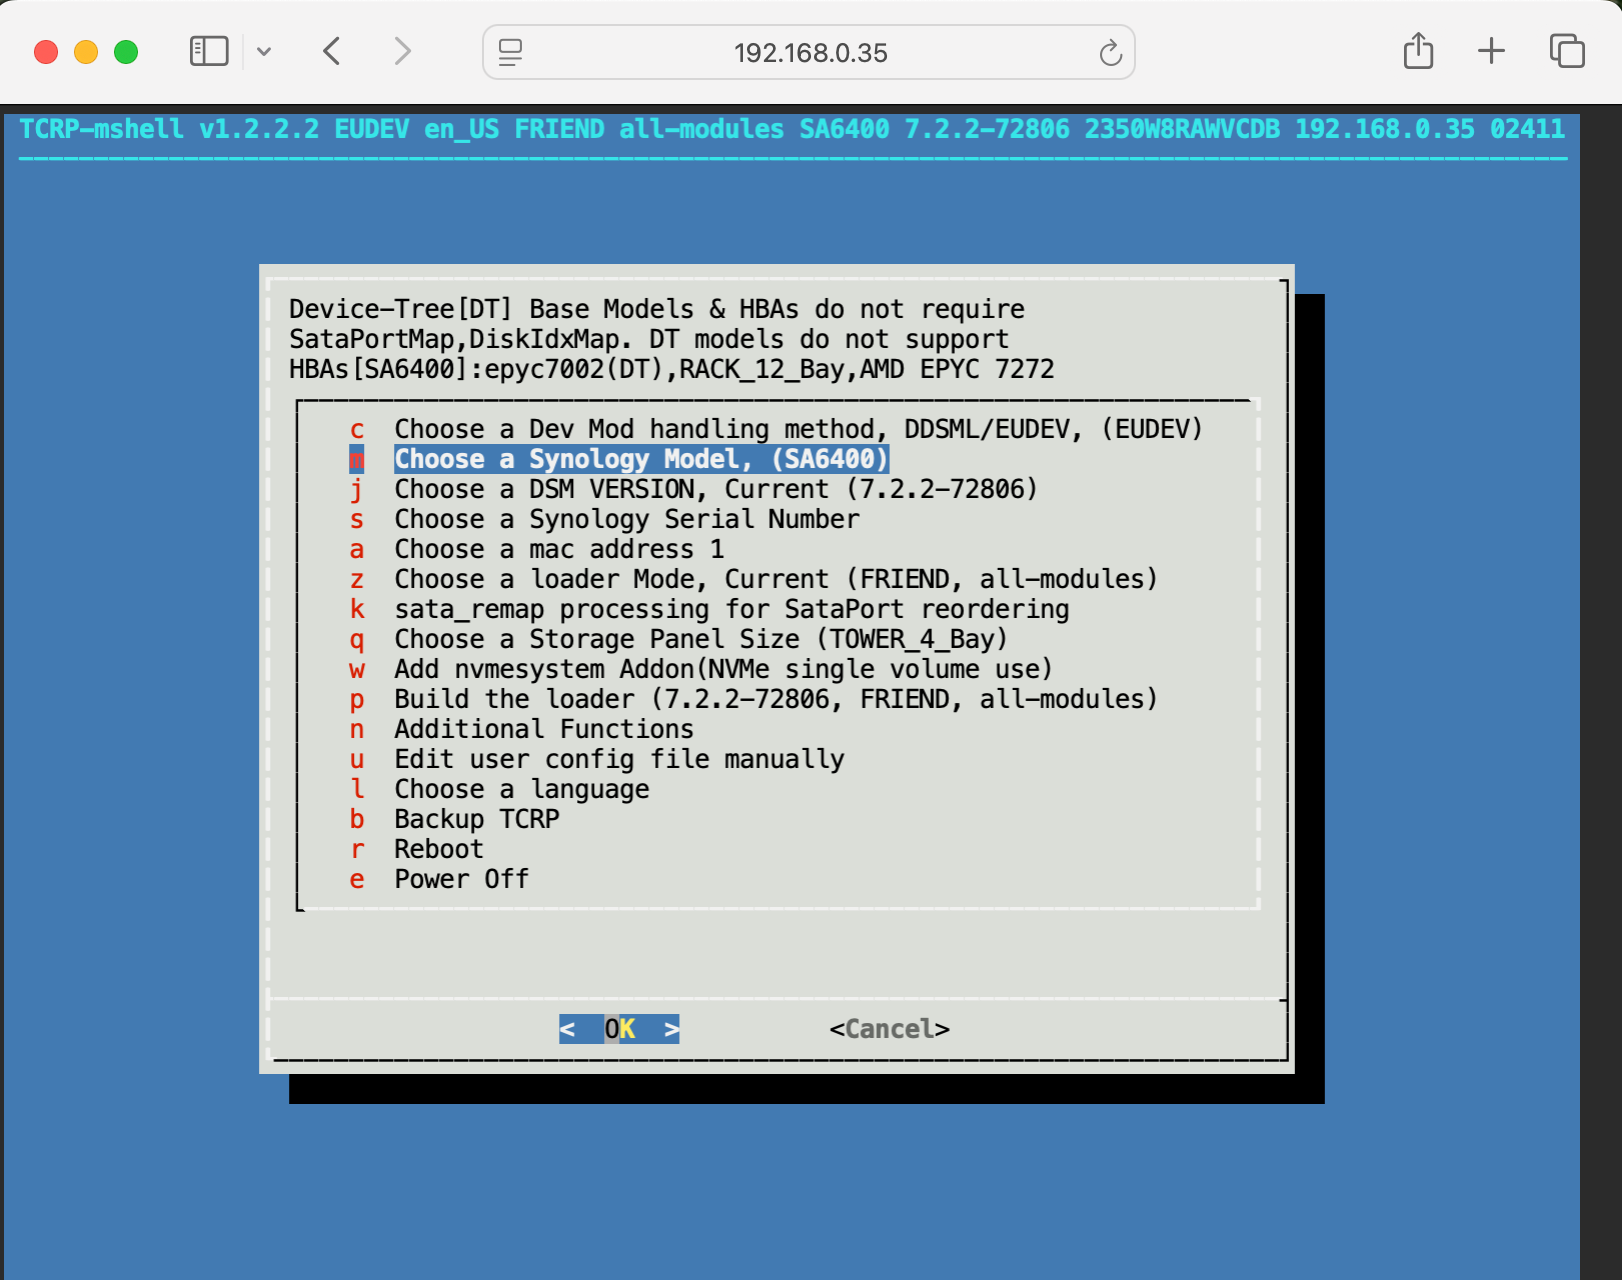 192.168.0.35
TCRP-mshell v1.2.2.2 EUDEV en_US FRIEND all-modules SA6400 7.2.2-72806 2350W8RAWVCDB 192.168.0.35 02411
Device-Tree[DT] Base Models & HBAs do not require
SataPortMap,DiskIdxMap. DT models do not support
HBAs[SA6400]:epyc7002(DT),RACK_12_Bay,AMD EPYC 7272
c Choose a Dev Mod handling method, DDSML/EUDEV, (EUDEV)
m Choose a Synology Model, (SA6400)
j Choose a DSM VERSION, Current (7.2.2-72806)
s Choose a Synology Serial Number
a Choose a mac address 1
z Choose a loader Mode, Current (FRIEND, all-modules)
k sata_remap processing for SataPort reordering
q Choose a Storage Panel Size (TOWER_4_Bay)
w Add nvmesystem Addon(NVMe single volume use)
p Build the loader (7.2.2-72806, FRIEND, all-modules)
n Additional Functions
u Edit user config file manually
l Choose a language
b Backup TCRP
r Reboot
e Power Off
< OK > <Cancel>